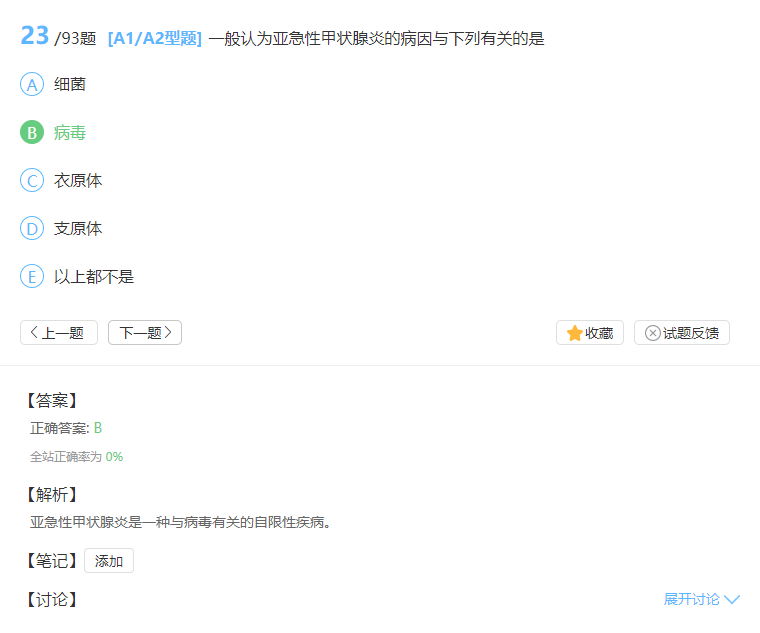 23 /93题 [A1/A2型题] 一般认为亚急性甲状腺炎的病因与下列有关的是
A 细菌
B 病毒
C 衣原体
D 支原体
E 以上都不是
上一题 下一题 收藏 试题反馈
【答案】
正确答案: B
全站正确率为 0%
【解析】
亚急性甲状腺炎是一种与病毒有关的自限性疾病。
【笔记】 添加
【讨论】 展开讨论